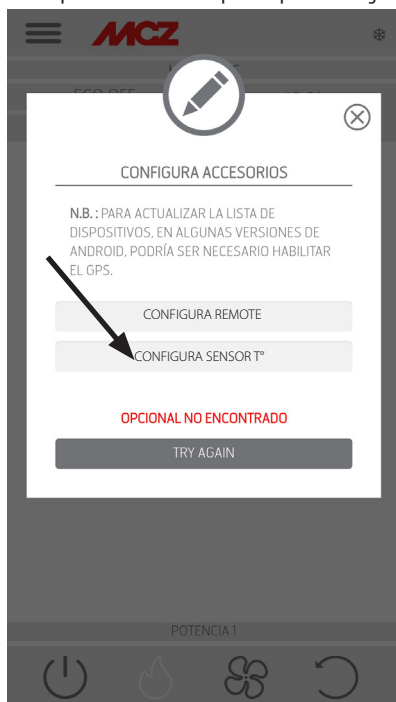 MCZ
CONFIGURA ACCESORIOS
N.B. : PARA ACTUALIZAR LA LISTA DE
DISPOSITIVOS, EN ALGUNAS VERSIONES DE
ANDROID, PODRÍA SER NECESARIO HABILITAR
EL GPS.
CONFIGURA REMOTE
CONFIGURA SENSOR T°
OPCIONAL NO ENCONTRADO
TRY AGAIN
POTENCIA 1